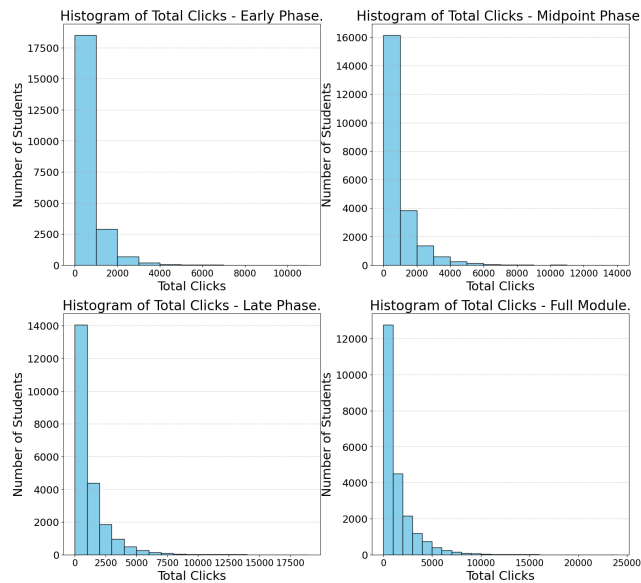 Histogram of Total Clicks - Early Phase.
17500
15000
12500
10000
7500
5000
2500
0
Number of Students
0 2000 4000 6000 8000 10000
Total Clicks
Histogram of Total Clicks - Midpoint Phase
16000
14000
12000
10000
8000
6000
4000
2000
0
Number of Students
0 2000 4000 6000 8000 10000 12000 14000
Total Clicks
Histogram of Total Clicks - Late Phase.
14000
12000
10000
8000
6000
4000
2000
0
Number of Students
0 2500 5000 7500 10000 12500 15000 17500
Total Clicks
Histogram of Total Clicks - Full Module.
12000
10000
8000
6000
4000
2000
0
Number of Students
0 5000 10000 15000 20000 25000
Total Clicks